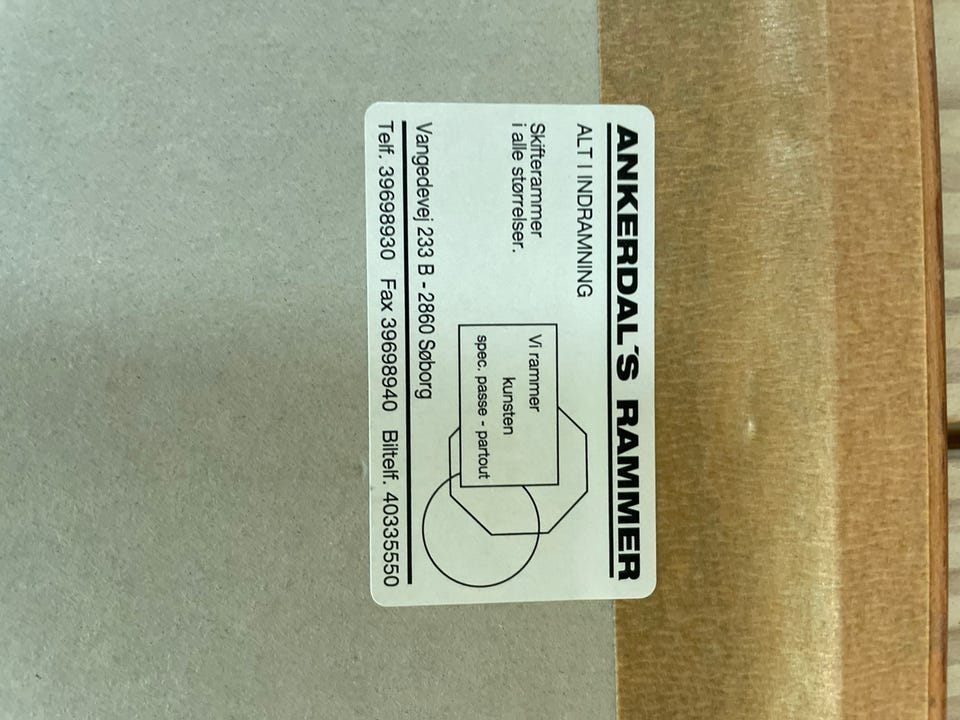 ANKERDAL´S RAMMER
ALT I INDRAMNING
Skifterammer
i alle størrelser.
Vi rammer
kunsten
spec. passe - partout
Vangedevej 233 B - 2860 Søborg
Telf. 39698930 Fax 39698940 Biltelf. 40335550